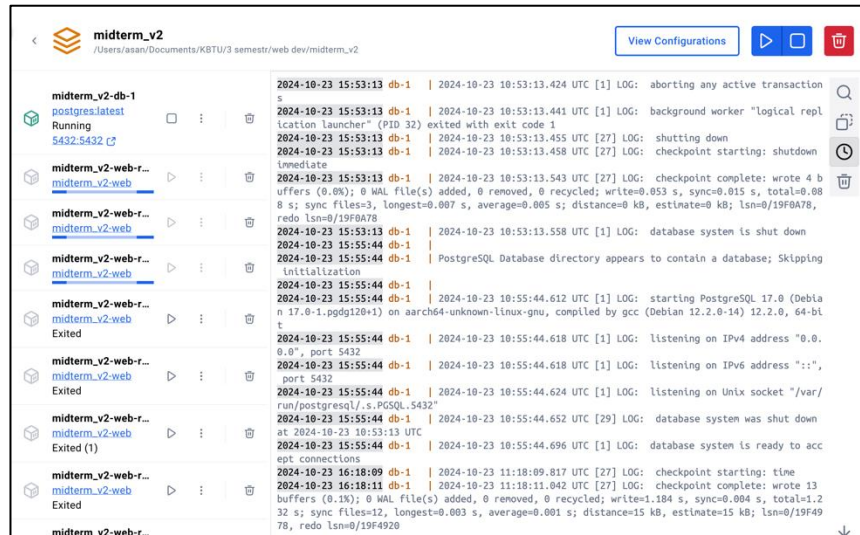 midterm_v2
/Users/asan/Documents/KBTU/3 semestr/web dev/midterm_v2
View Configurations
midterm_v2-db-1
postgres:latest
Running
5432:5432
midterm_v2-web-r...
midterm_v2-web
midterm_v2-web-r...
midterm_v2-web
midterm_v2-web-r...
midterm_v2-web
midterm_v2-web-r...
midterm_v2-web
Exited
midterm_v2-web-r...
midterm_v2-web
Exited
midterm_v2-web-r...
midterm_v2-web
Exited (1)
midterm_v2-web-r...
midterm_v2-web
Exited
midterm_v2-web-r...
2024-10-23 15:53:13 db-1 | 2024-10-23 10:53:13.424 UTC [1] LOG: aborting any active transaction
s
2024-10-23 15:53:13 db-1 | 2024-10-23 10:53:13.441 UTC [1] LOG: background worker "logical repl
ication launcher" (PID 32) exited with exit code 1
2024-10-23 15:53:13 db-1 | 2024-10-23 10:53:13.455 UTC [27] LOG: shutting down
2024-10-23 15:53:13 db-1 | 2024-10-23 10:53:13.458 UTC [27] LOG: checkpoint starting: shutdown
immediate
2024-10-23 15:53:13 db-1 | 2024-10-23 10:53:13.543 UTC [27] LOG: checkpoint complete: wrote 4 b
uffers (0.0%); 0 WAL file(s) added, 0 removed, 0 recycled; write=0.053 s, sync=0.015 s, total=0.08
8 s; sync files=3, longest=0.007 s, average=0.005 s; distance=0 kB, estimate=0 kB; lsn=0/19F0A78,
redo lsn=0/19F0A78
2024-10-23 15:53:13 db-1 | 2024-10-23 10:53:13.558 UTC [1] LOG: database system is shut down
2024-10-23 15:55:44 db-1 |
2024-10-23 15:55:44 db-1 | PostgreSQL Database directory appears to contain a database; Skipping
initialization
2024-10-23 15:55:44 db-1 |
2024-10-23 15:55:44 db-1 | 2024-10-23 10:55:44.612 UTC [1] LOG: starting PostgreSQL 17.0 (Debia
n 17.0-1.pgdg120+1) on aarch64-unknown-linux-gnu, compiled by gcc (Debian 12.2.0-14) 12.2.0, 64-bi
t
2024-10-23 15:55:44 db-1 | 2024-10-23 10:55:44.618 UTC [1] LOG: listening on IPv4 address "0.0.
0.0", port 5432
2024-10-23 15:55:44 db-1 | 2024-10-23 10:55:44.618 UTC [1] LOG: listening on IPv6 address "::",
port 5432
2024-10-23 15:55:44 db-1 | 2024-10-23 10:55:44.624 UTC [1] LOG: listening on Unix socket "/var/
run/postgresql/.s.PGSQL.5432"
2024-10-23 15:55:44 db-1 | 2024-10-23 10:55:44.652 UTC [29] LOG: database system was shut down
at 2024-10-23 10:53:13 UTC
2024-10-23 15:55:44 db-1 | 2024-10-23 10:55:44.696 UTC [1] LOG: database system is ready to acc
ept connections
2024-10-23 16:18:09 db-1 | 2024-10-23 11:18:09.817 UTC [27] LOG: checkpoint starting: time
2024-10-23 16:18:11 db-1 | 2024-10-23 11:18:11.042 UTC [27] LOG: checkpoint complete: wrote 13
buffers (0.1%); 0 WAL file(s) added, 0 removed, 0 recycled; write=1.184 s, sync=0.004 s, total=1.2
32 s; sync files=12, longest=0.003 s, average=0.001 s; distance=15 kB, estimate=15 kB; lsn=0/19F49
78, redo lsn=0/19F4920